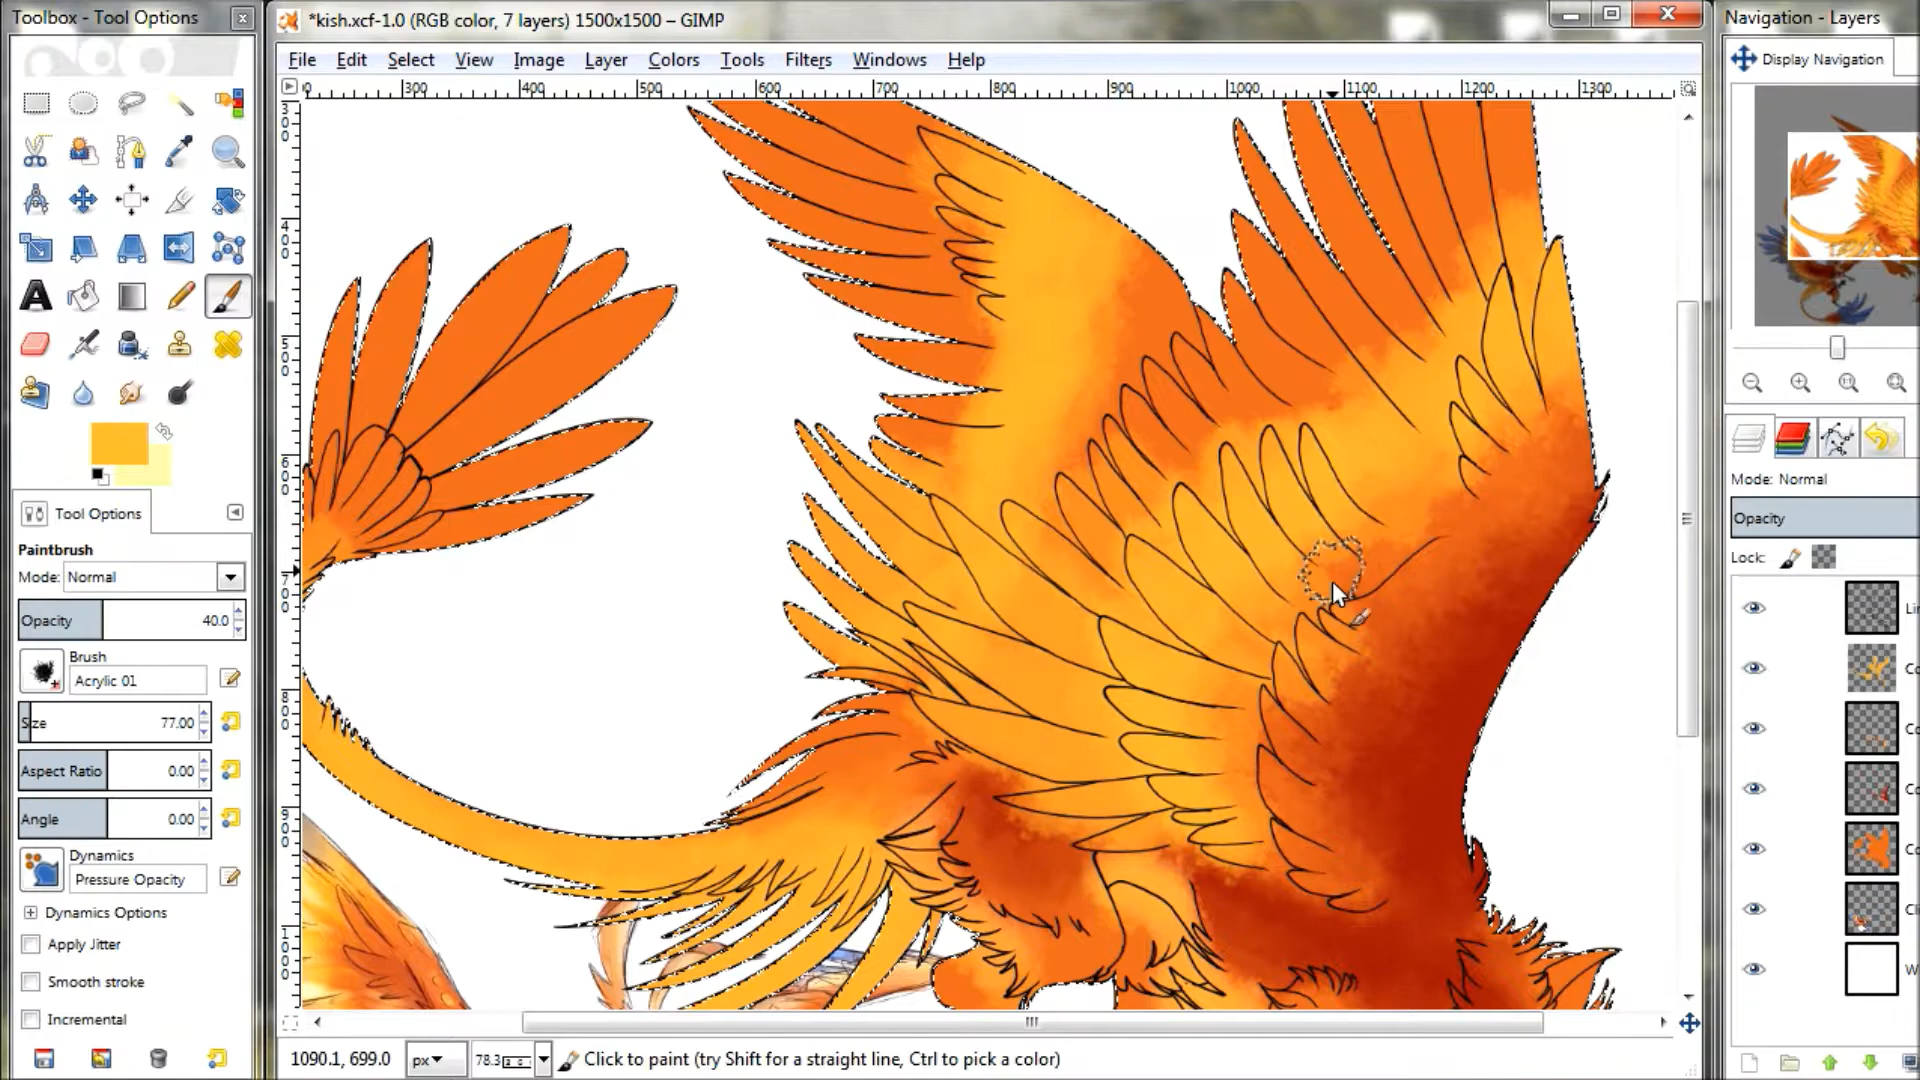 Toolbox - Tool Options
*kish.xcf-1.0 (RGB color, 7 layers) 1500x1500 – GIMP
Navigation - Layers
File Edit Select View Image Layer Colors Tools Filters Windows Help
Display Navigation
300 400 500 600 700 800 900 1000 1100 1200 1300
Tool Options
Paintbrush
Mode: Normal
Opacity 40.0
Brush
Acrylic 01
Size 77.00
Aspect Ratio 0.00
Angle 0.00
Dynamics
Pressure Opacity
Dynamics Options
Apply Jitter
Smooth stroke
Incremental
Mode: Normal
Opacity
Lock:
1090.1, 699.0 px 78.3 Click to paint (try Shift for a straight line, Ctrl to pick a color)